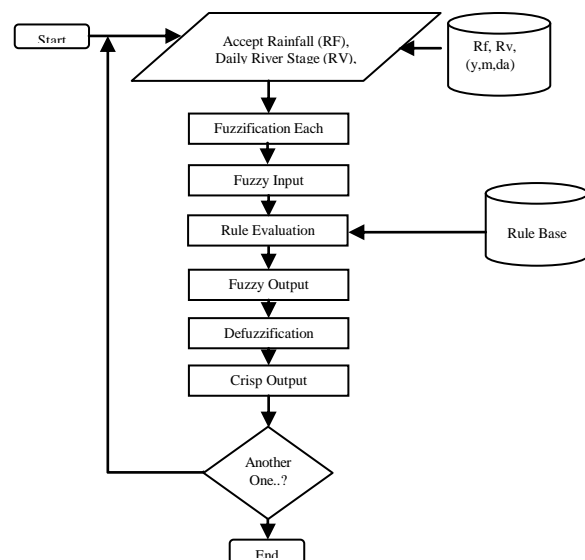 Start
Accept Rainfall (RF),
Daily River Stage (RV),
Rf, Rv,
(y,m,da)
Fuzzification Each
Fuzzy Input
Rule Evaluation
Rule Base
Fuzzy Output
Defuzzification
Crisp Output
Another
One..?
End